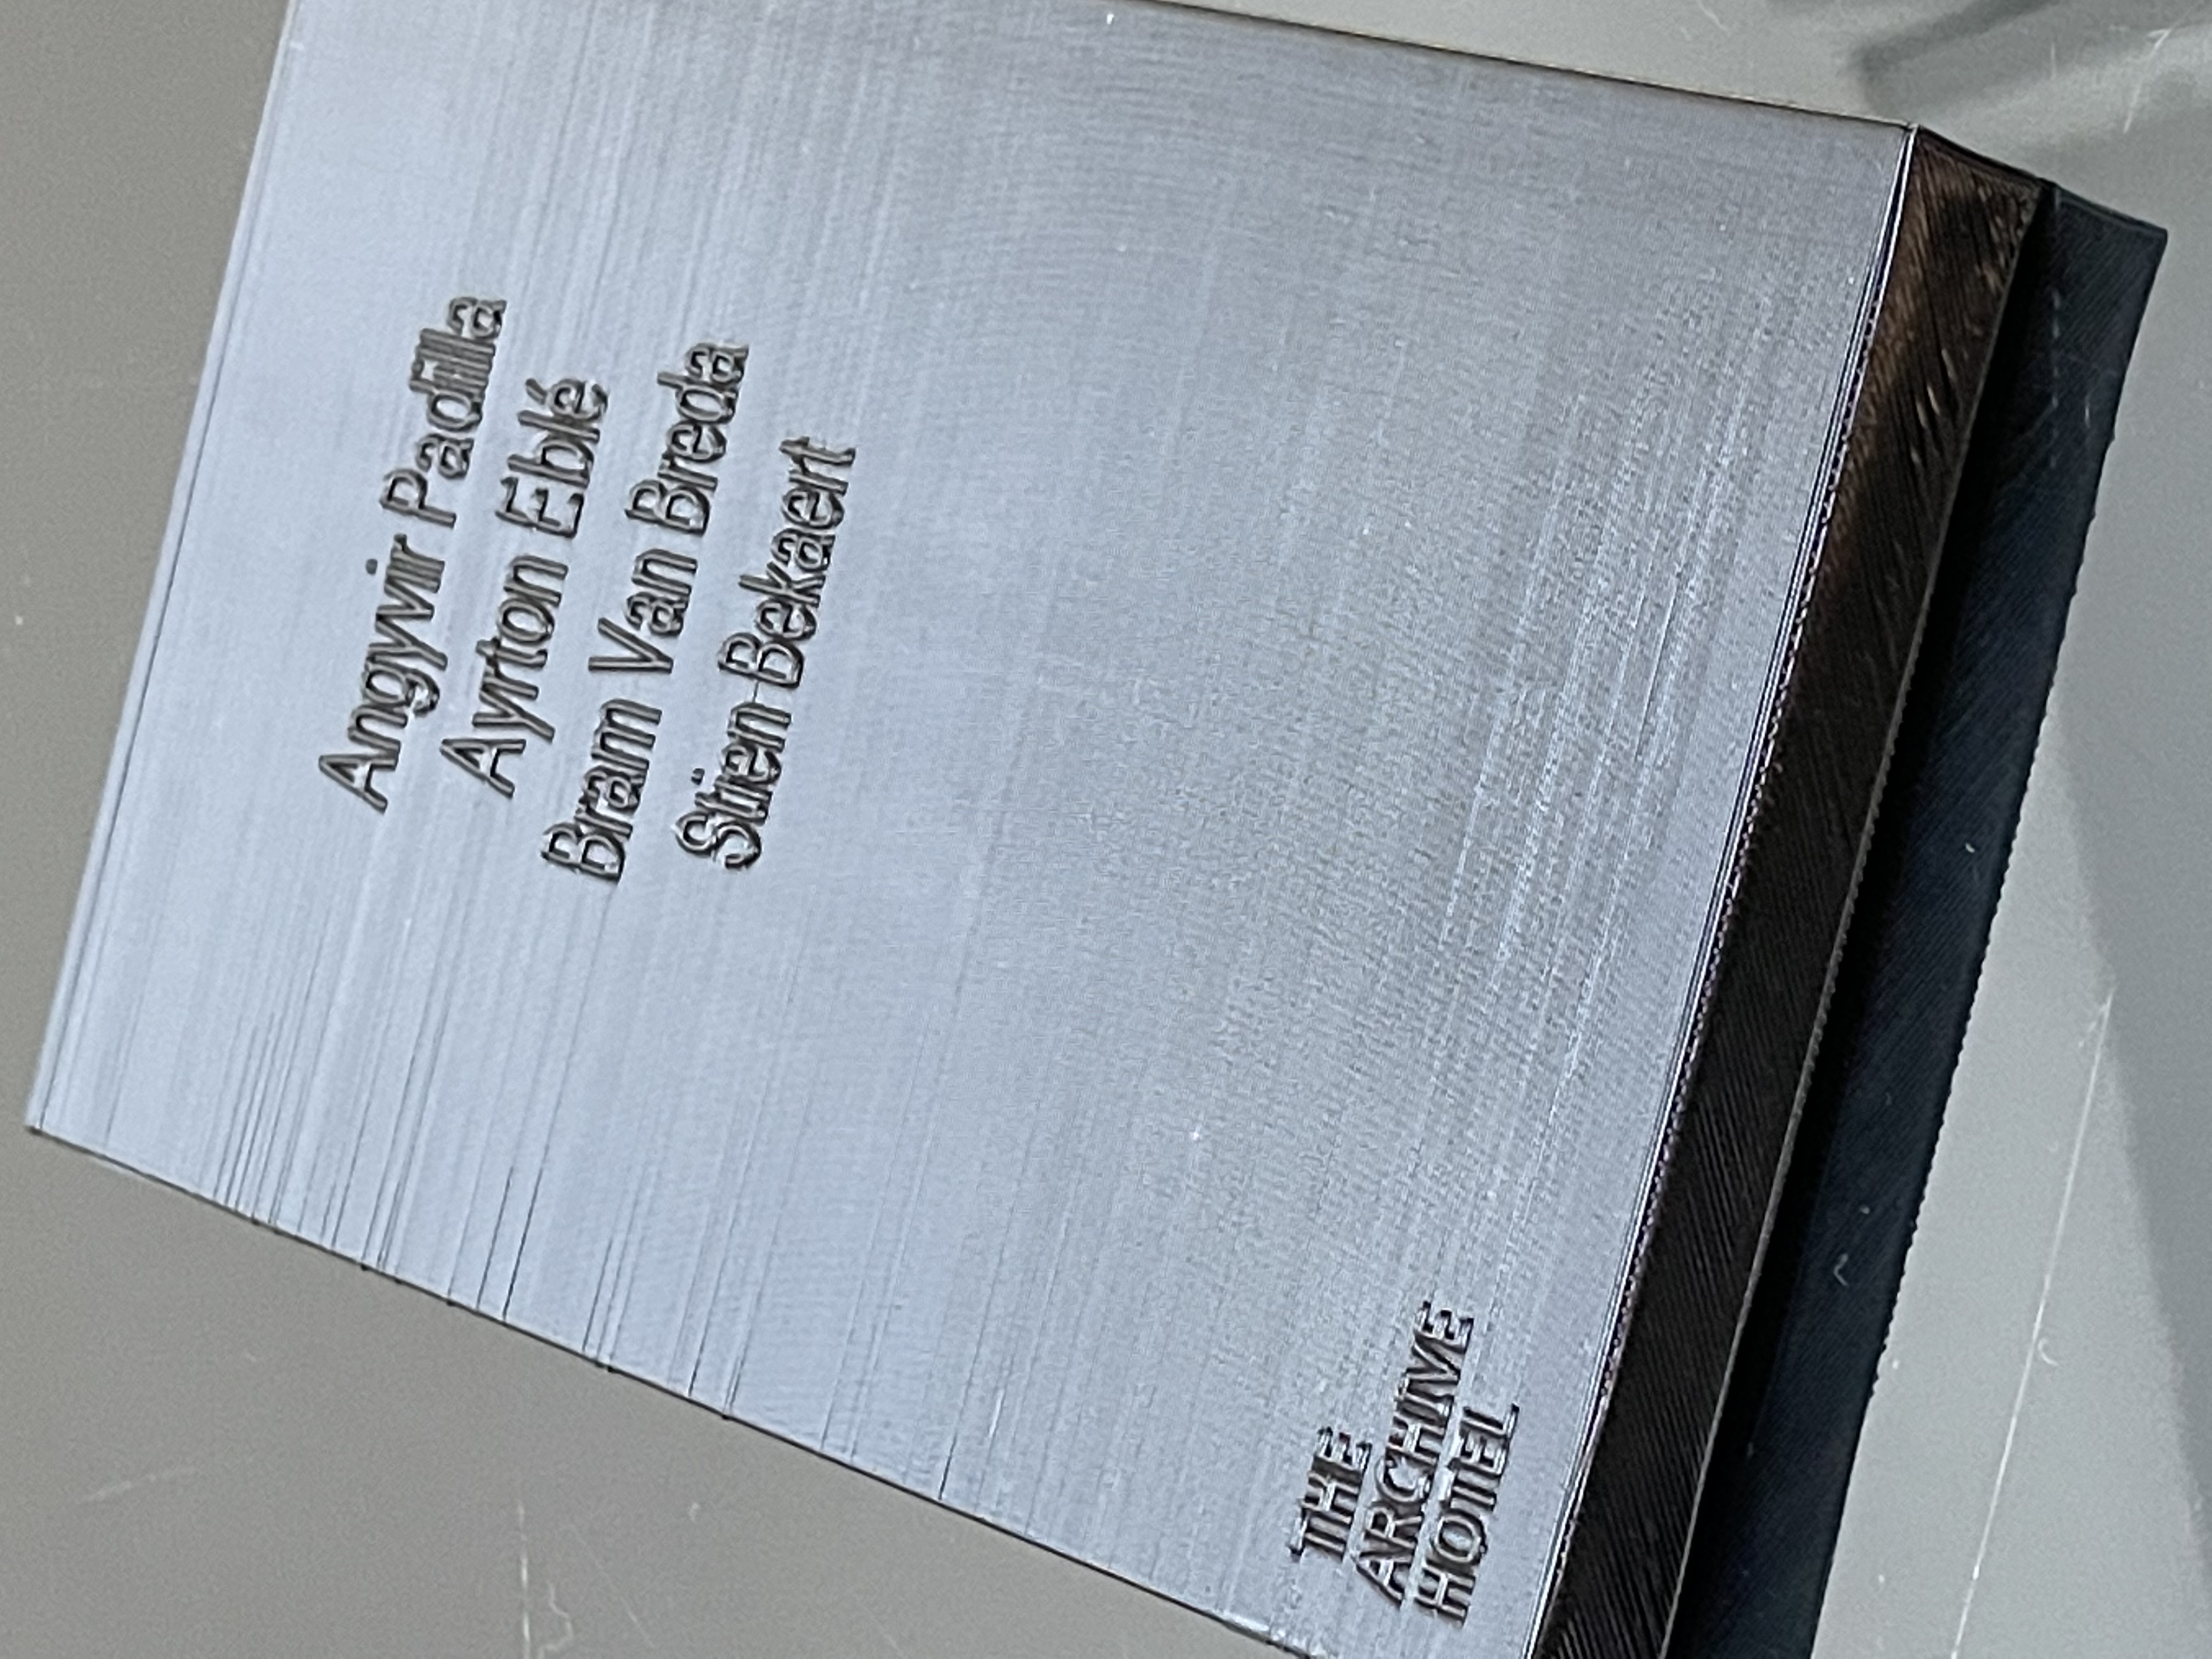 Angyvir Padilla
Ayrton Eblé
Bram Van Breda
Stien Bekaert
THE
ARCHIVE
HOTEL